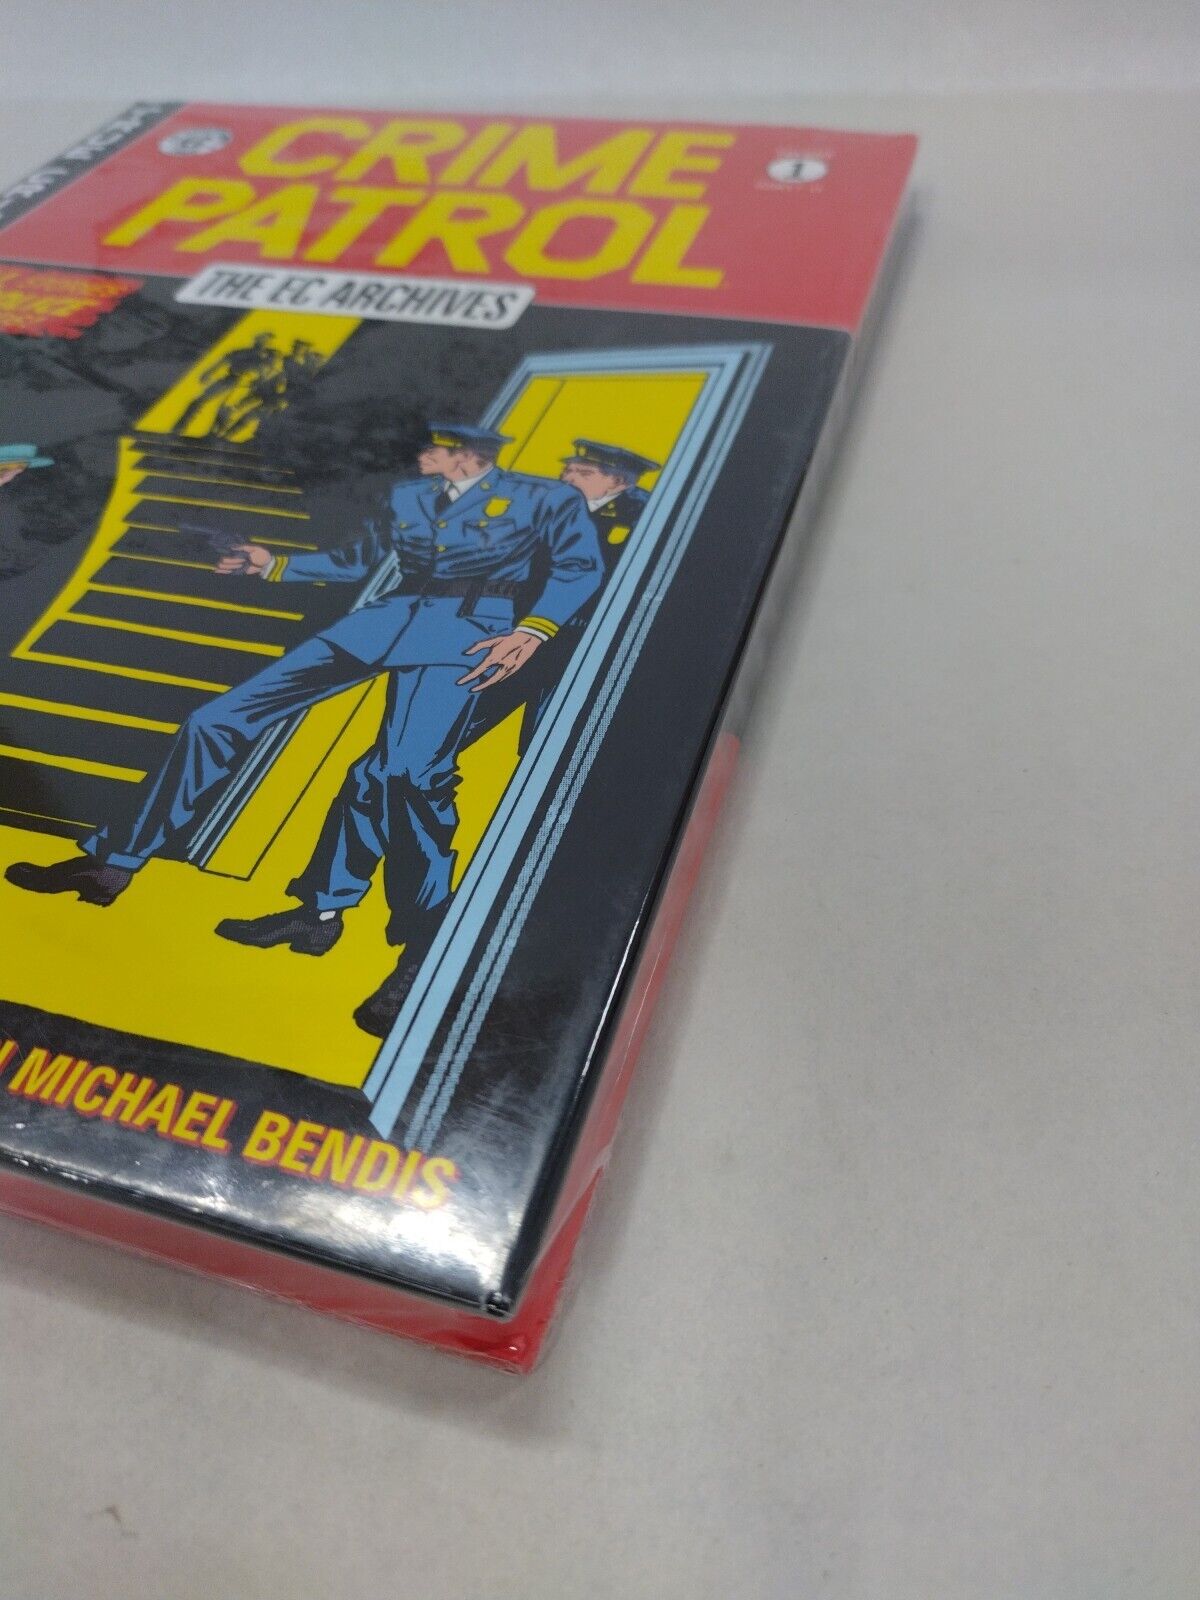 CRIME
PATROL
1
THE EC ARCHIVES
MICHAEL BENDIS